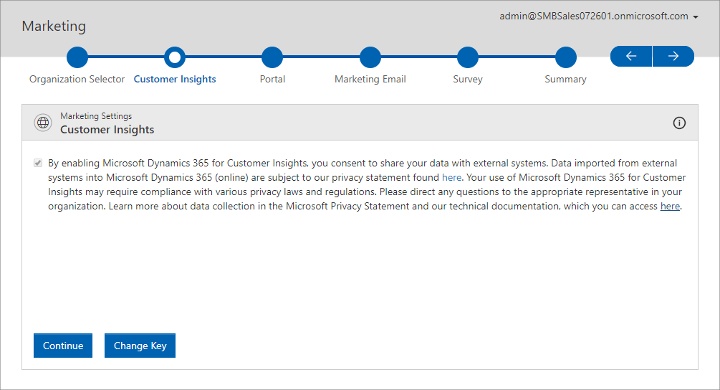 Marketing
admin@SMBSales072601.onmicrosoft.com
Organization Selector
Customer Insights
Portal
Marketing Email
Survey
Summary
Marketing Settings
Customer Insights
By enabling Microsoft Dynamics 365 for Customer Insights, you consent to share your data with external systems. Data imported from external
systems into Microsoft Dynamics 365 (online) are subject to our privacy statement found here. Your use of Microsoft Dynamics 365 for Customer
Insights may require compliance with various privacy laws and regulations. Please direct any questions to the appropriate representative in your
organization. Learn more about data collection in the Microsoft Privacy Statement and our technical documentation, which you can access here.
Continue
Change Key